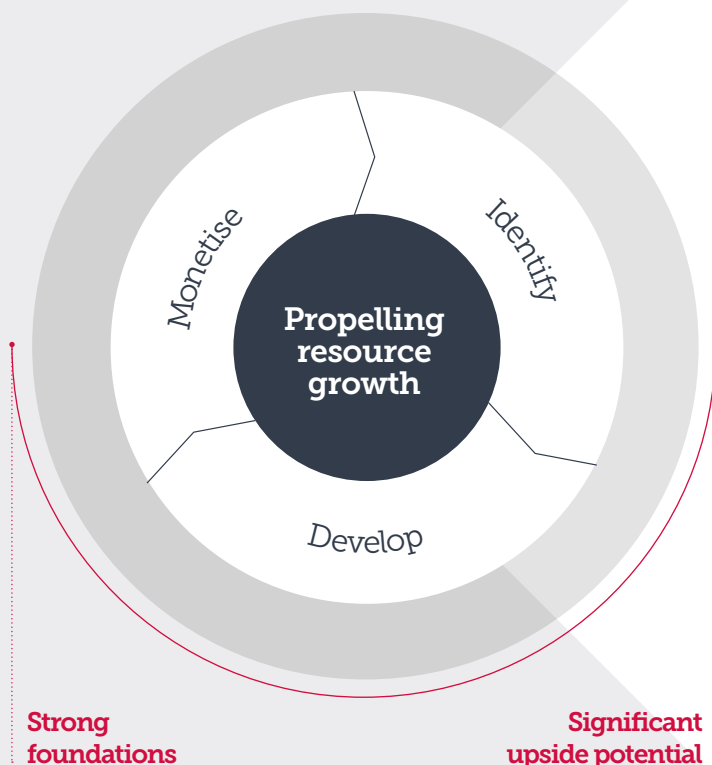 Monetise
Identify
Propelling
resource
growth
Develop
Strong
foundations
Significant
upside potential